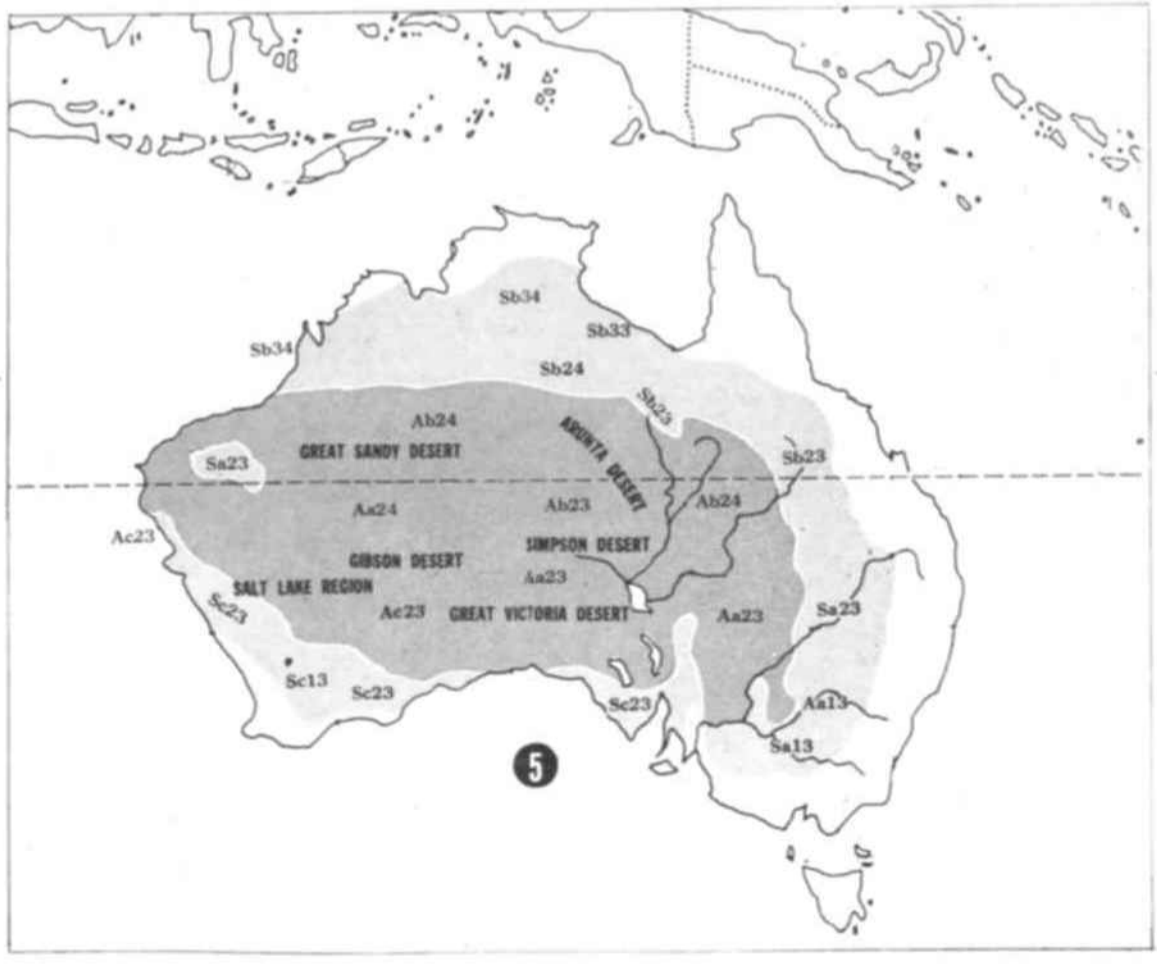 Sb34
Sb33
Sb34
Sb24
Sb23
Ab24
ARUNTA DESERT
GREAT SANDY DESERT
Sa23
Sb23
Aa24
Ab23
Ab24
Ac23
SIMPSON DESERT
GIBSON DESERT
Aa23
SALT LAKE REGION
Sc23
Ac23
GREAT VICTORIA DESERT
Aa23
Sa23
Sc13
Sc23
Sc23
Aa13
Sa13
5